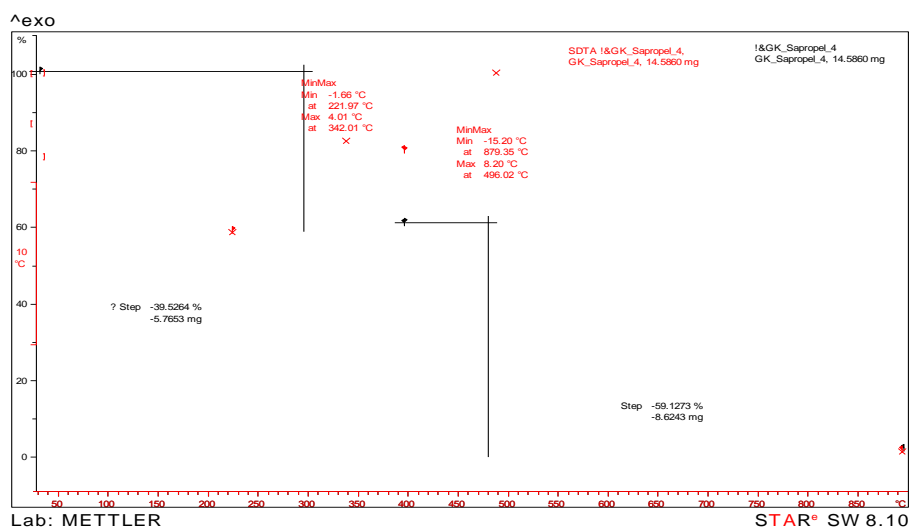 ^exo
%
SDTA !&GK_Sapropel_4,
GK_Sapropel_4, 14.5860 mg
!&GK_Sapropel_4
GK_Sapropel_4, 14.5860 mg
100
MinMax
Min -1.66 °C
at 221.97 °C
Max 4.01 °C
at 342.01 °C
MinMax
Min -15.20 °C
at 879.35 °C
Max 8.20 °C
at 496.02 °C
80
60
10
°C
40
? Step -39.5264 %
-5.7653 mg
20
Step -59.1273 %
-8.6243 mg
0
50 100 150 200 250 300 350 400 450 500 550 600 650 700 750 800 850 °C
Lab: METTLER
STARe SW 8.10